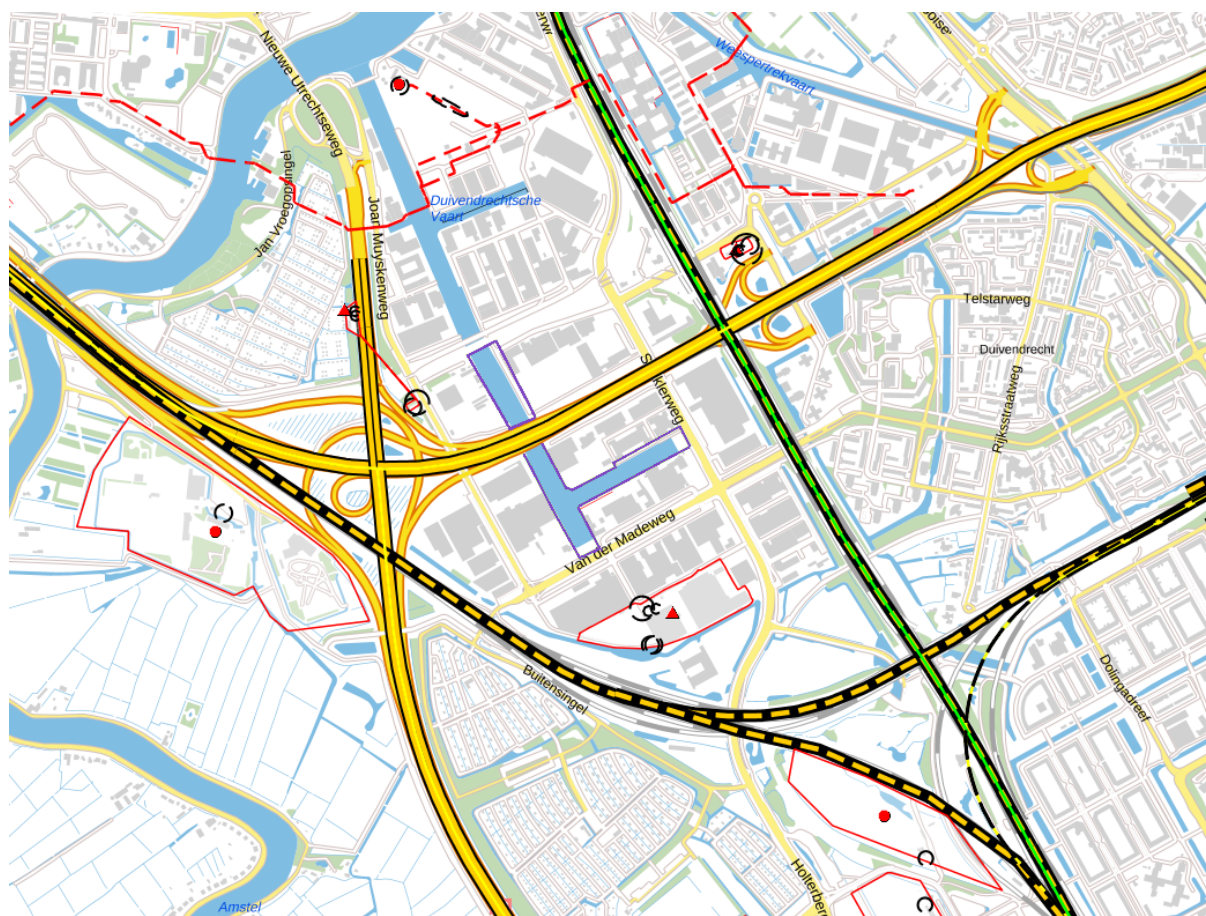 Nieuwe Utrechtseweg
Weespertrekvaart
Jan Vroegopsingel
Joan Muyskenweg
Duivendrechtsche
Vaart
Telstarweg
Duivendrecht
Rijksstraatweg
Van der Madeweg
Buitensingel
Dolingadreef
Amstel